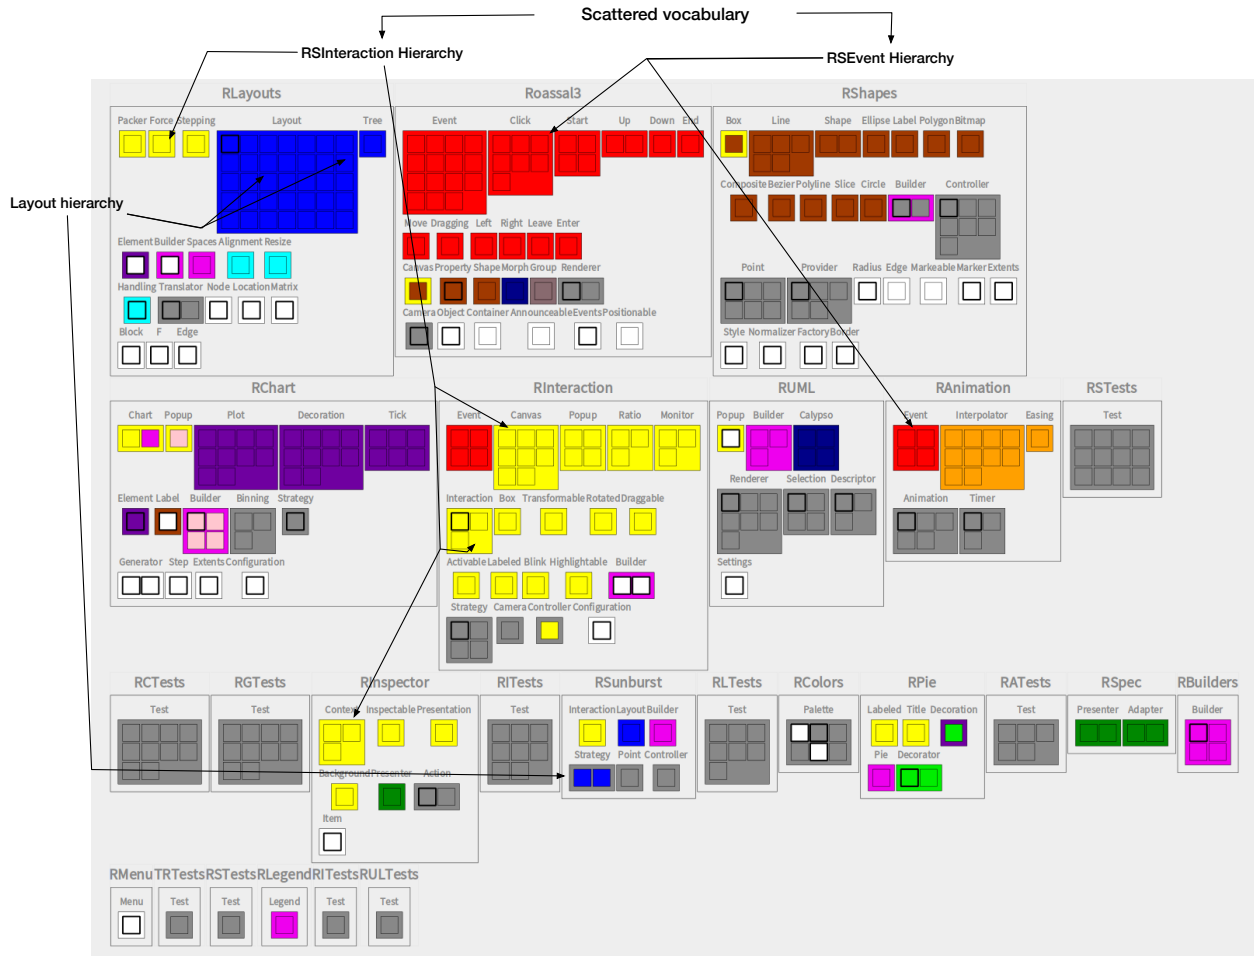 Scattered vocabulary
RSInteraction Hierarchy
RSEvent Hierarchy
Layout hierarchy
RLayouts Roassal3 RShapes
Packer Force Stepping Layout Tree Event Click Start Up Down End Box Line Shape Ellipse Label Polygon Bitmap
Composite Bezier Polyline Slice Circle Builder Controller
Element Builder Spaces Alignment Resize Move Dragging Left Right Leave Enter
Canvas Property Shape Morph Group Renderer Point Provider Radius Edge Markeable Marker Extents
Handling Translator Node Location Matrix
Camera Object Container Announceable Events Positionable
Block F Edge Style Normalizer Factory Border
RChart RInteraction RUML RAnimation RSTests
Chart Popup Plot Decoration Tick Event Canvas Popup Ratio Monitor Popup Builder Calypso Event Interpolator Easing Test
Renderer Selection Descriptor
Element Label Builder Binning Strategy Interaction Box Transformable Rotated Draggable Animation Timer
Generator Step Extents Configuration Activable Labeled Blink Highlightable Builder Settings
Strategy Camera Controller Configuration
RCTests RGTests RInspector RITests RSunburst RLTests RColors RPie RATests RSpec RBuilders
Test Test Context Inspectable Presentation Test Interaction Layout Builder Test Palette Labeled Title Decoration Test Presenter Adapter Builder
Strategy Point Controller Pie Decorator
Background Presenter Action
Item
RMenu TRTests RSTests RLegend RITests RULTests
Menu Test Test Legend Test Test